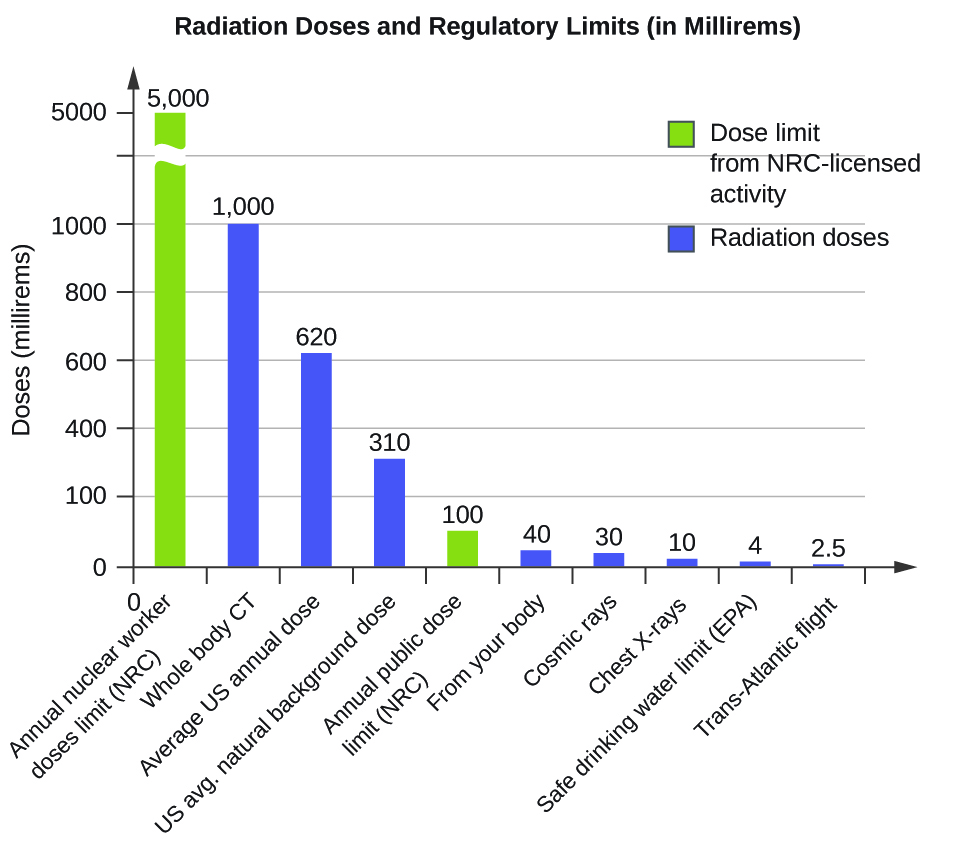 Radiation Doses and Regulatory Limits (in Millirems)
5,000
5000
Dose limit
from NRC-licensed
activity
1,000
1000
Radiation doses
800
620
600
Doses (millirems)
400
310
100
100
40
30
10
4
2.5
0
0
Annual nuclear worker
doses limit (NRC)
Whole body CT
Average US annual dose
US avg. natural background dose
Annual public dose
limit (NRC)
From your body
Cosmic rays
Chest X-rays
Safe drinking water limit (EPA)
Trans-Atlantic flight